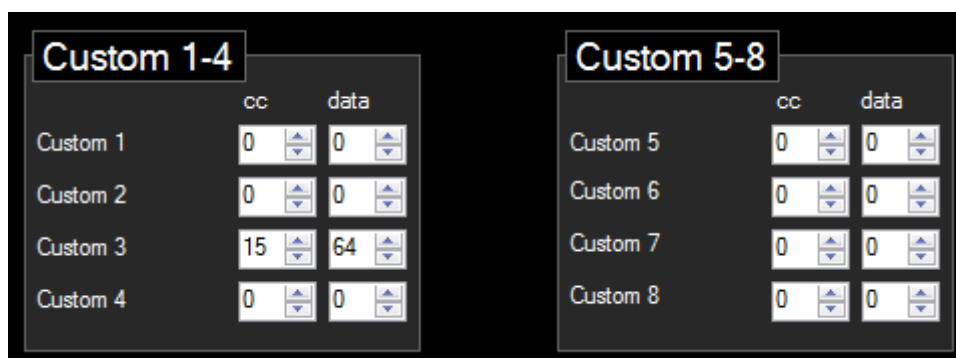 Custom 1-4
cc data
Custom 1 0 0
Custom 2 0 0
Custom 3 15 64
Custom 4 0 0
Custom 5-8
cc data
Custom 5 0 0
Custom 6 0 0
Custom 7 0 0
Custom 8 0 0